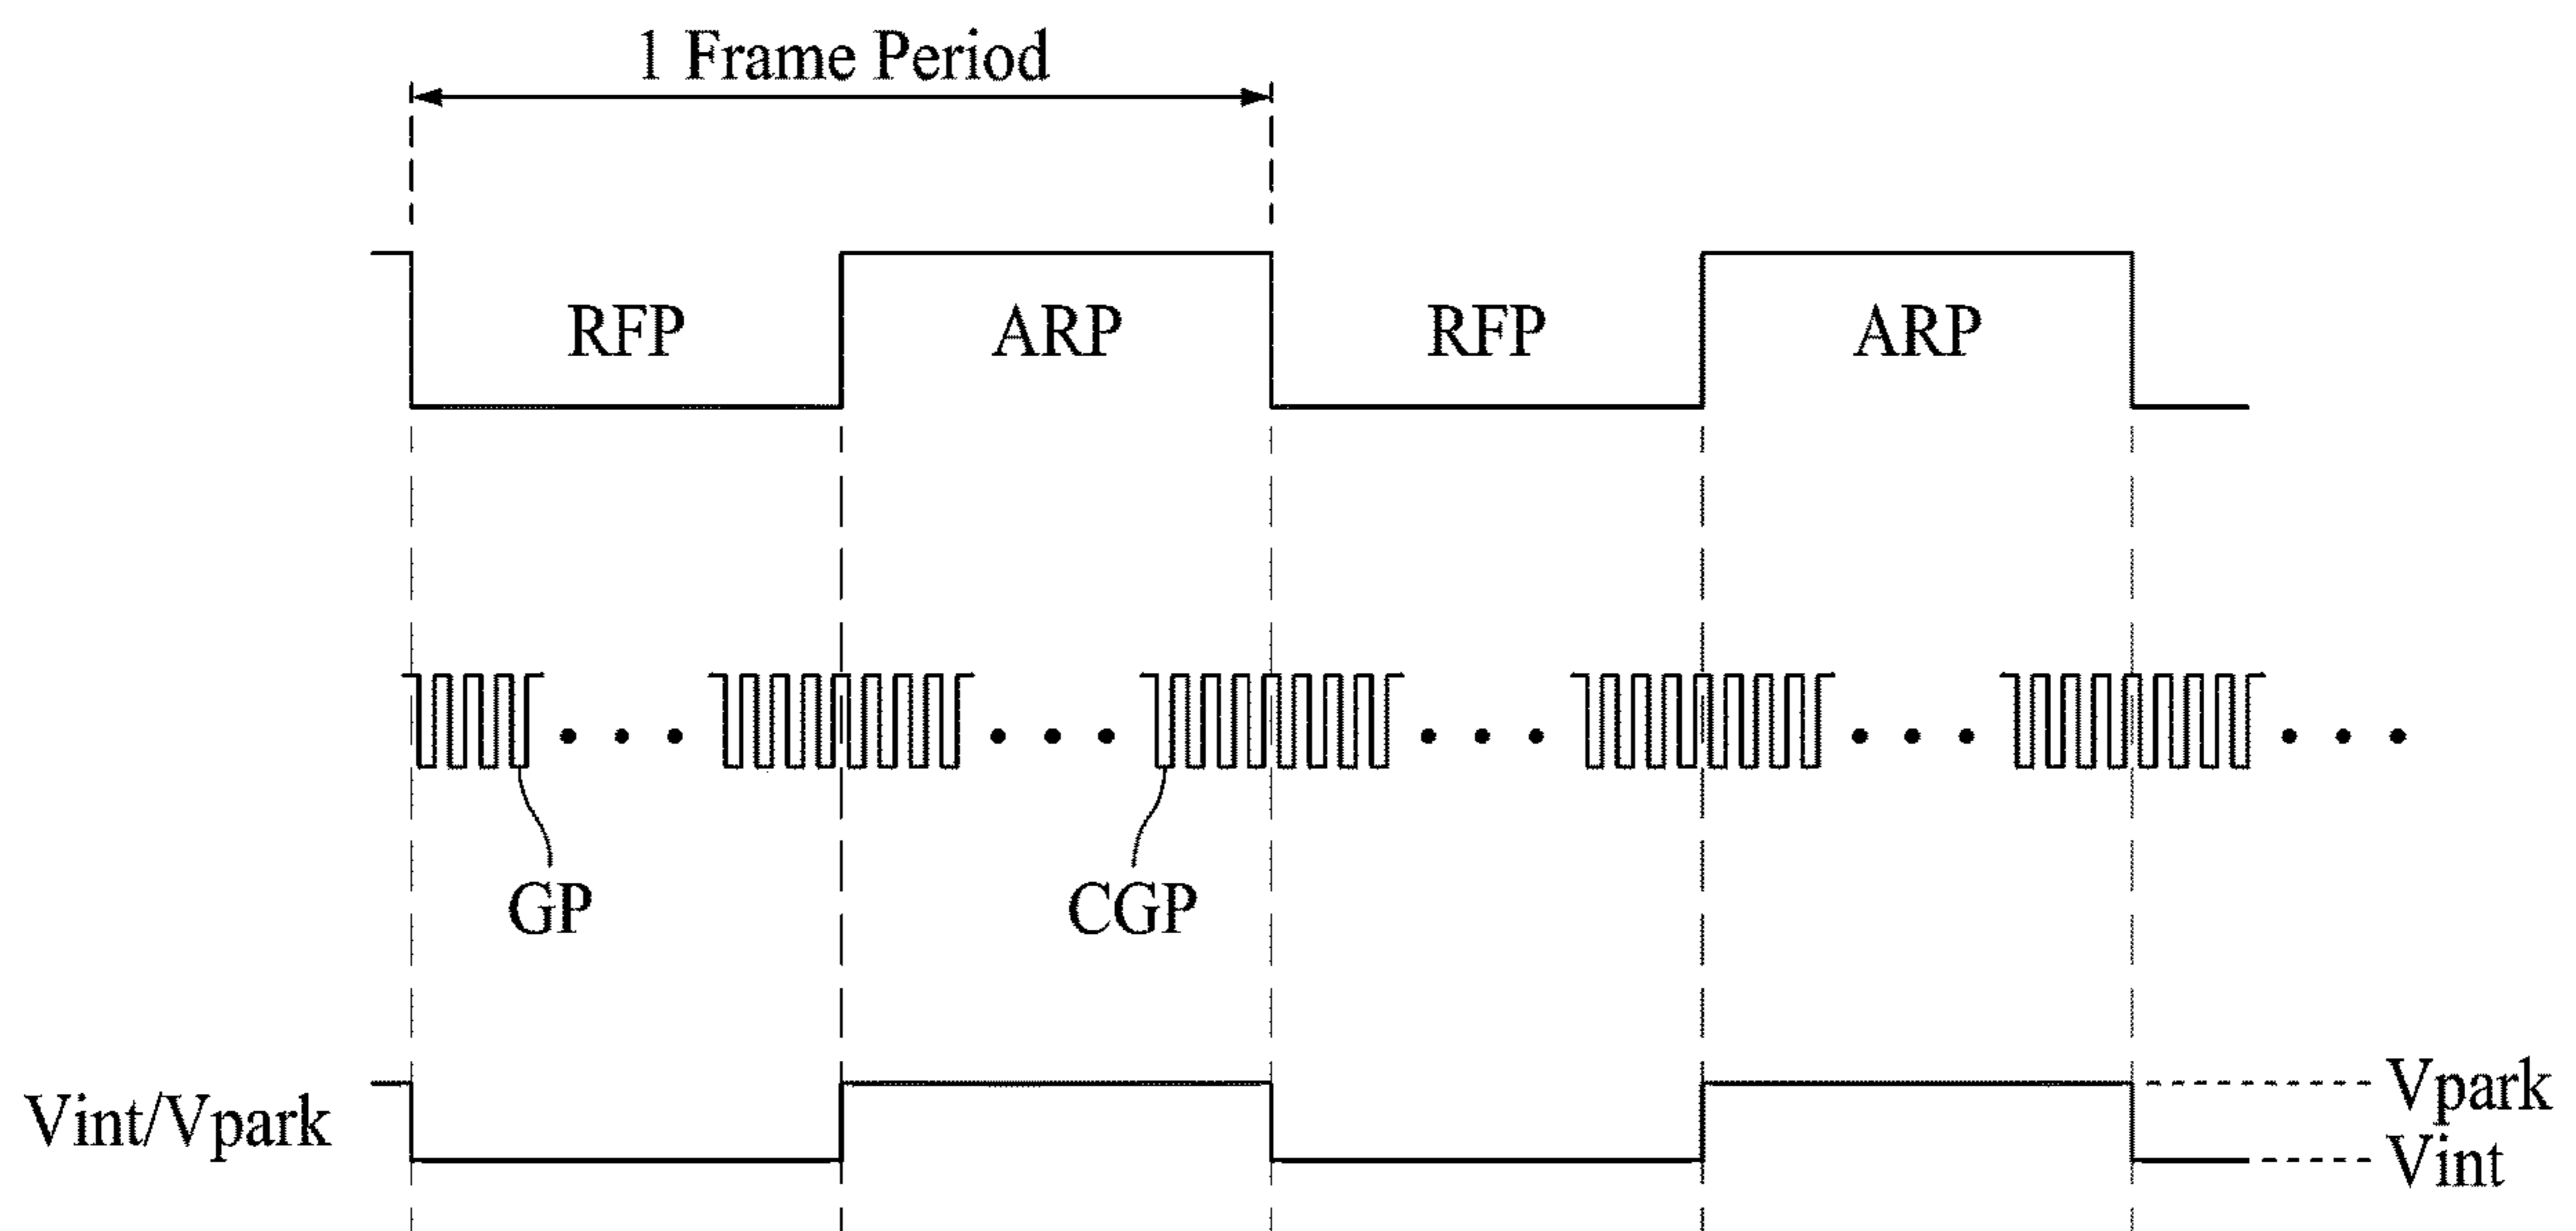 1 Frame Period
RFP
ARP
RFP
ARP
GP
CGP
Vint/Vpark
Vpark
Vint